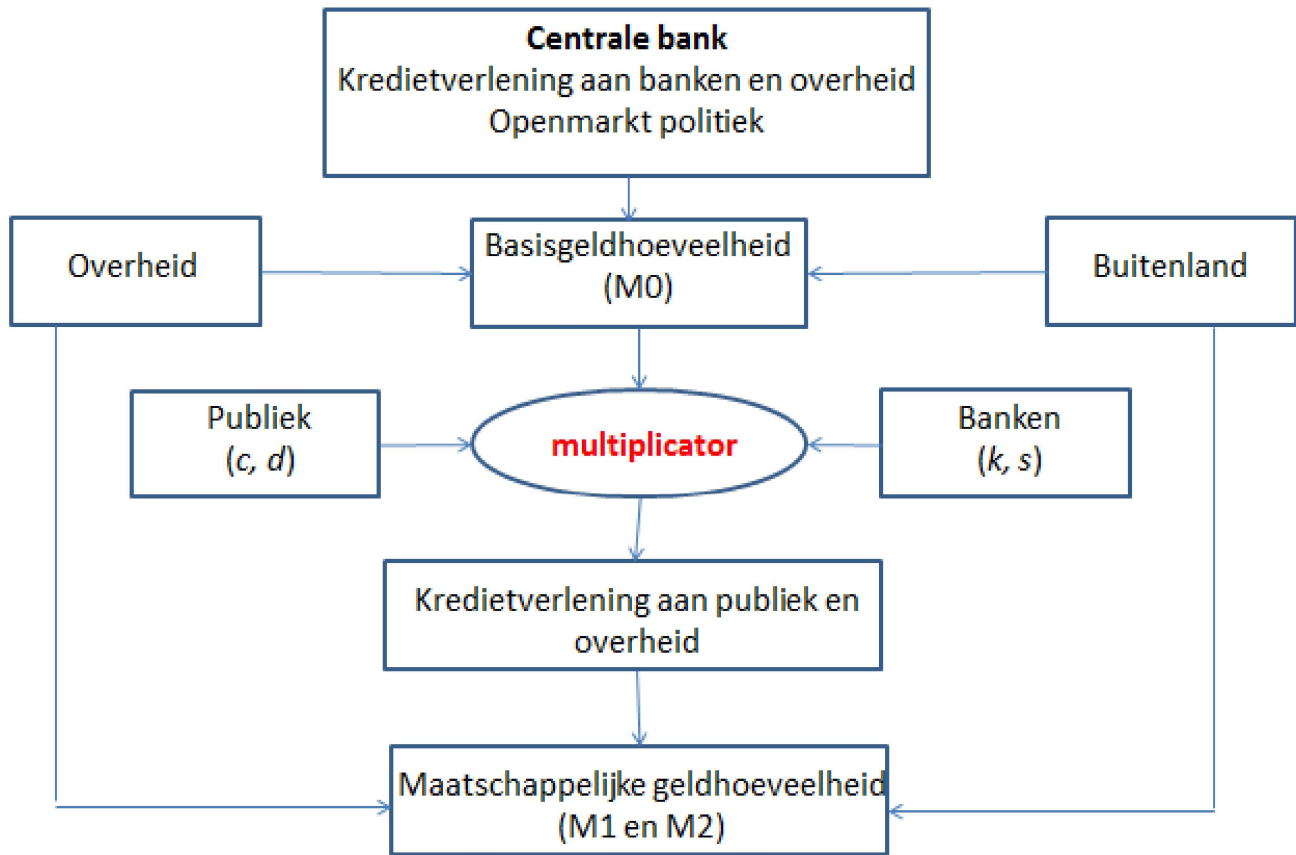 Centrale bank
Kredietverlening aan banken en overheid
Openmarkt politiek
Overheid
Basisgeldhoeveelheid
(M0)
Buitenland
Publiek
(c, d)
multiplicator
Banken
(k, s)
Kredietverlening aan publiek en
overheid
Maatschappelijke geldhoeveelheid
(M1 en M2)